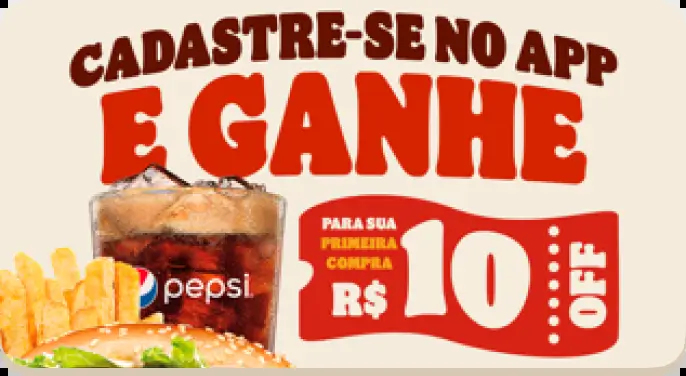 CADASTRE-SE NO APP
E GANHE
PARA SUA
PRIMEIRA
COMPRA
R$ 10
OFF
pepsi